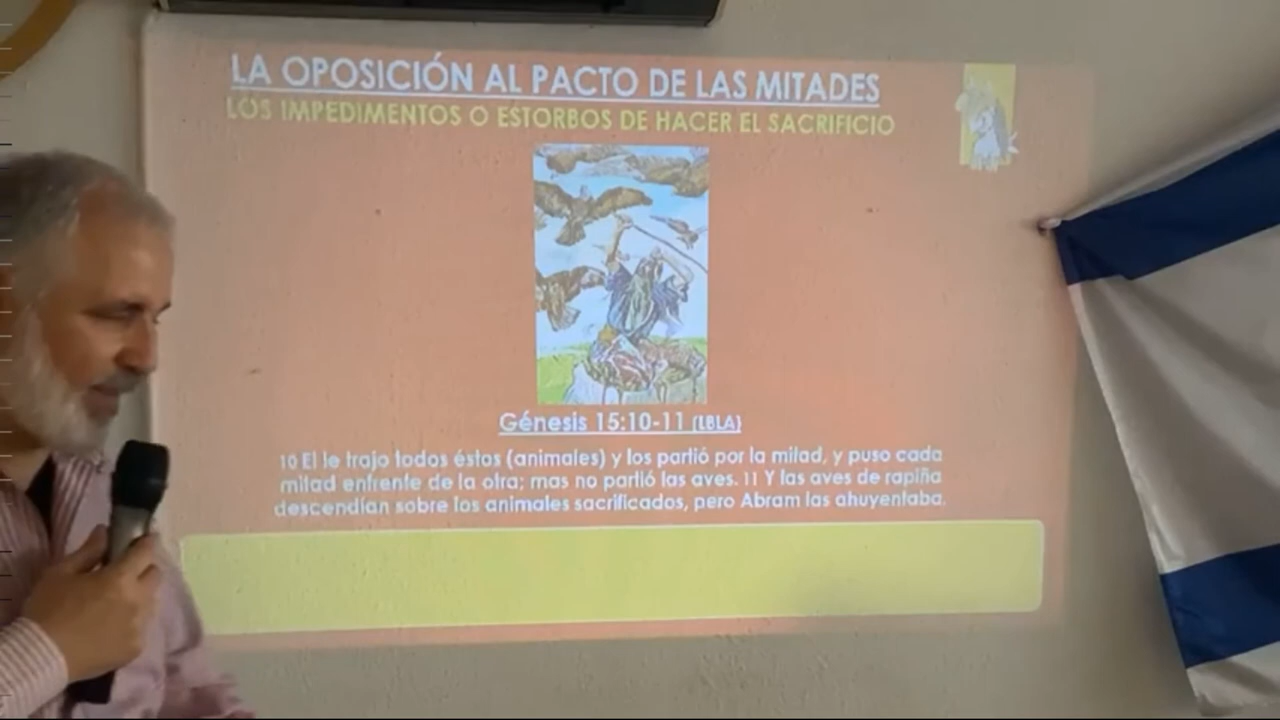 LA OPOSICIÓN AL PACTO DE LAS MITADES
LOS IMPEDIMENTOS O ESTORBOS DE HACER EL SACRIFICIO
Génesis 15:10-11 (LBLA)
10 El le trajo todos éstos (animales) y los partió por la mitad, y puso cada
mitad enfrente de la otra; mas no partió las aves. 11 Y las aves de rapiña
descendían sobre los animales sacrificados, pero Abram las ahuyentaba.